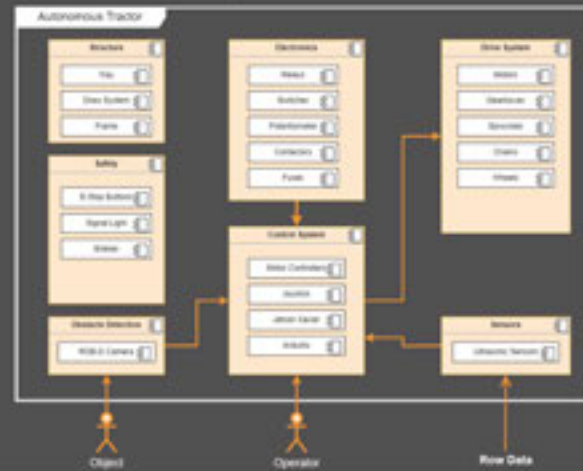 Autonomous Tractor
Structure
Tray
Draw System
Frame
Safety
E-Stop Buttons
Signal Light
Brakes
Obstacle Detection
RGB-D Camera
Electronics
Relays
Switches
Potentiometer
Contactors
Fuses
Control System
Motor Controllers
Joystick
Jetson Xavier
Arduino
Drive System
Motors
Gearboxes
Sprockets
Chains
Wheels
Sensors
Ultrasonic Sensors
Object
Operator
Row Data